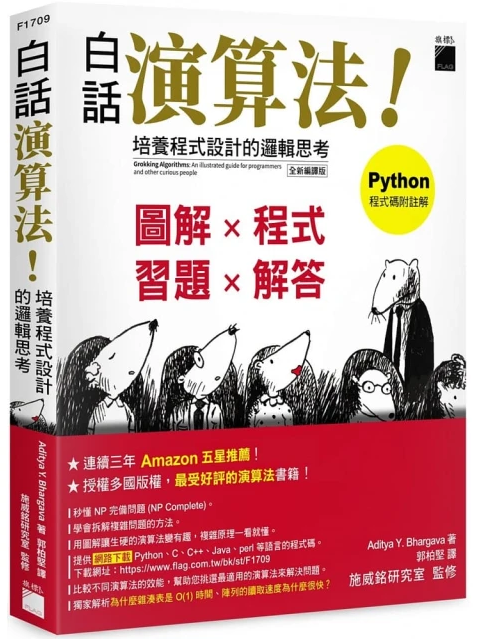 F1709
白話演算法！
培養程式設計的邏輯思考
Aditya Y. Bhargava 著
郭柏堅 譯
施威銘研究室 監修
旗標
FLAG
白話演算法！
培養程式設計的邏輯思考
Grokking Algorithms: An illustrated guide for programmers
and other curious people
全新編譯版
Python
程式碼附註解
圖解×程式
習題×解答
★ 連續三年 Amazon 五星推薦！
★ 授權多國版權，最受好評的演算法書籍！
秒懂 NP 完備問題 (NP Complete)。
學會拆解複雜問題的方法。
用圖解讓生硬的演算法變有趣，複雜原理一看就懂。
提供 網路下載 Python、C、C++、Java、perl 等語言的程式碼。
下載網址：https://www.flag.com.tw/bk/st/F1709
比較不同演算法的效能，幫助您挑選最適用的演算法來解決問題。
獨家解析為什麼雜湊表是 O(1) 時間、陣列的讀取速度為什麼很快？
Aditya Y. Bhargava 著
郭柏堅 譯
施威銘研究室 監修